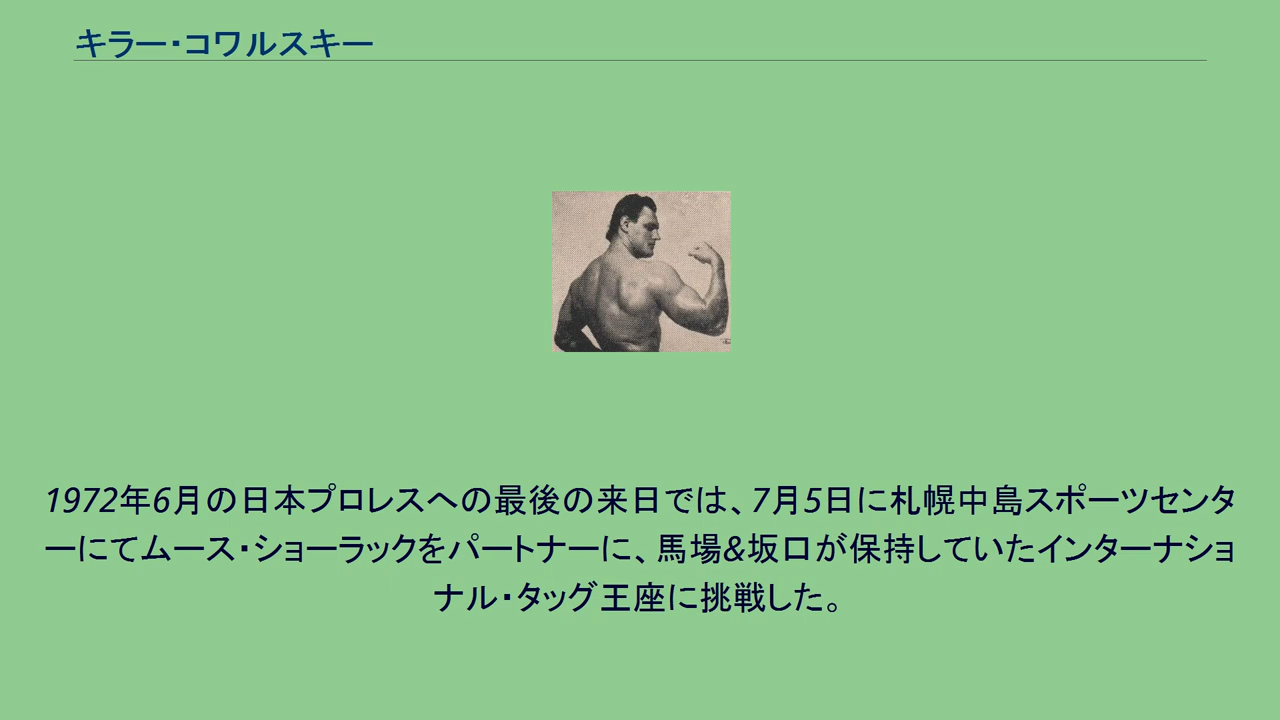 キラー・コワルスキー
1972年6月の日本プロレスへの最後の来日では、7月5日に札幌中島スポーツセンタ
ーにてムース・ショーラックをパートナーに、馬場&坂口が保持していたインターナショ
ナル・タッグ王座に挑戦した。